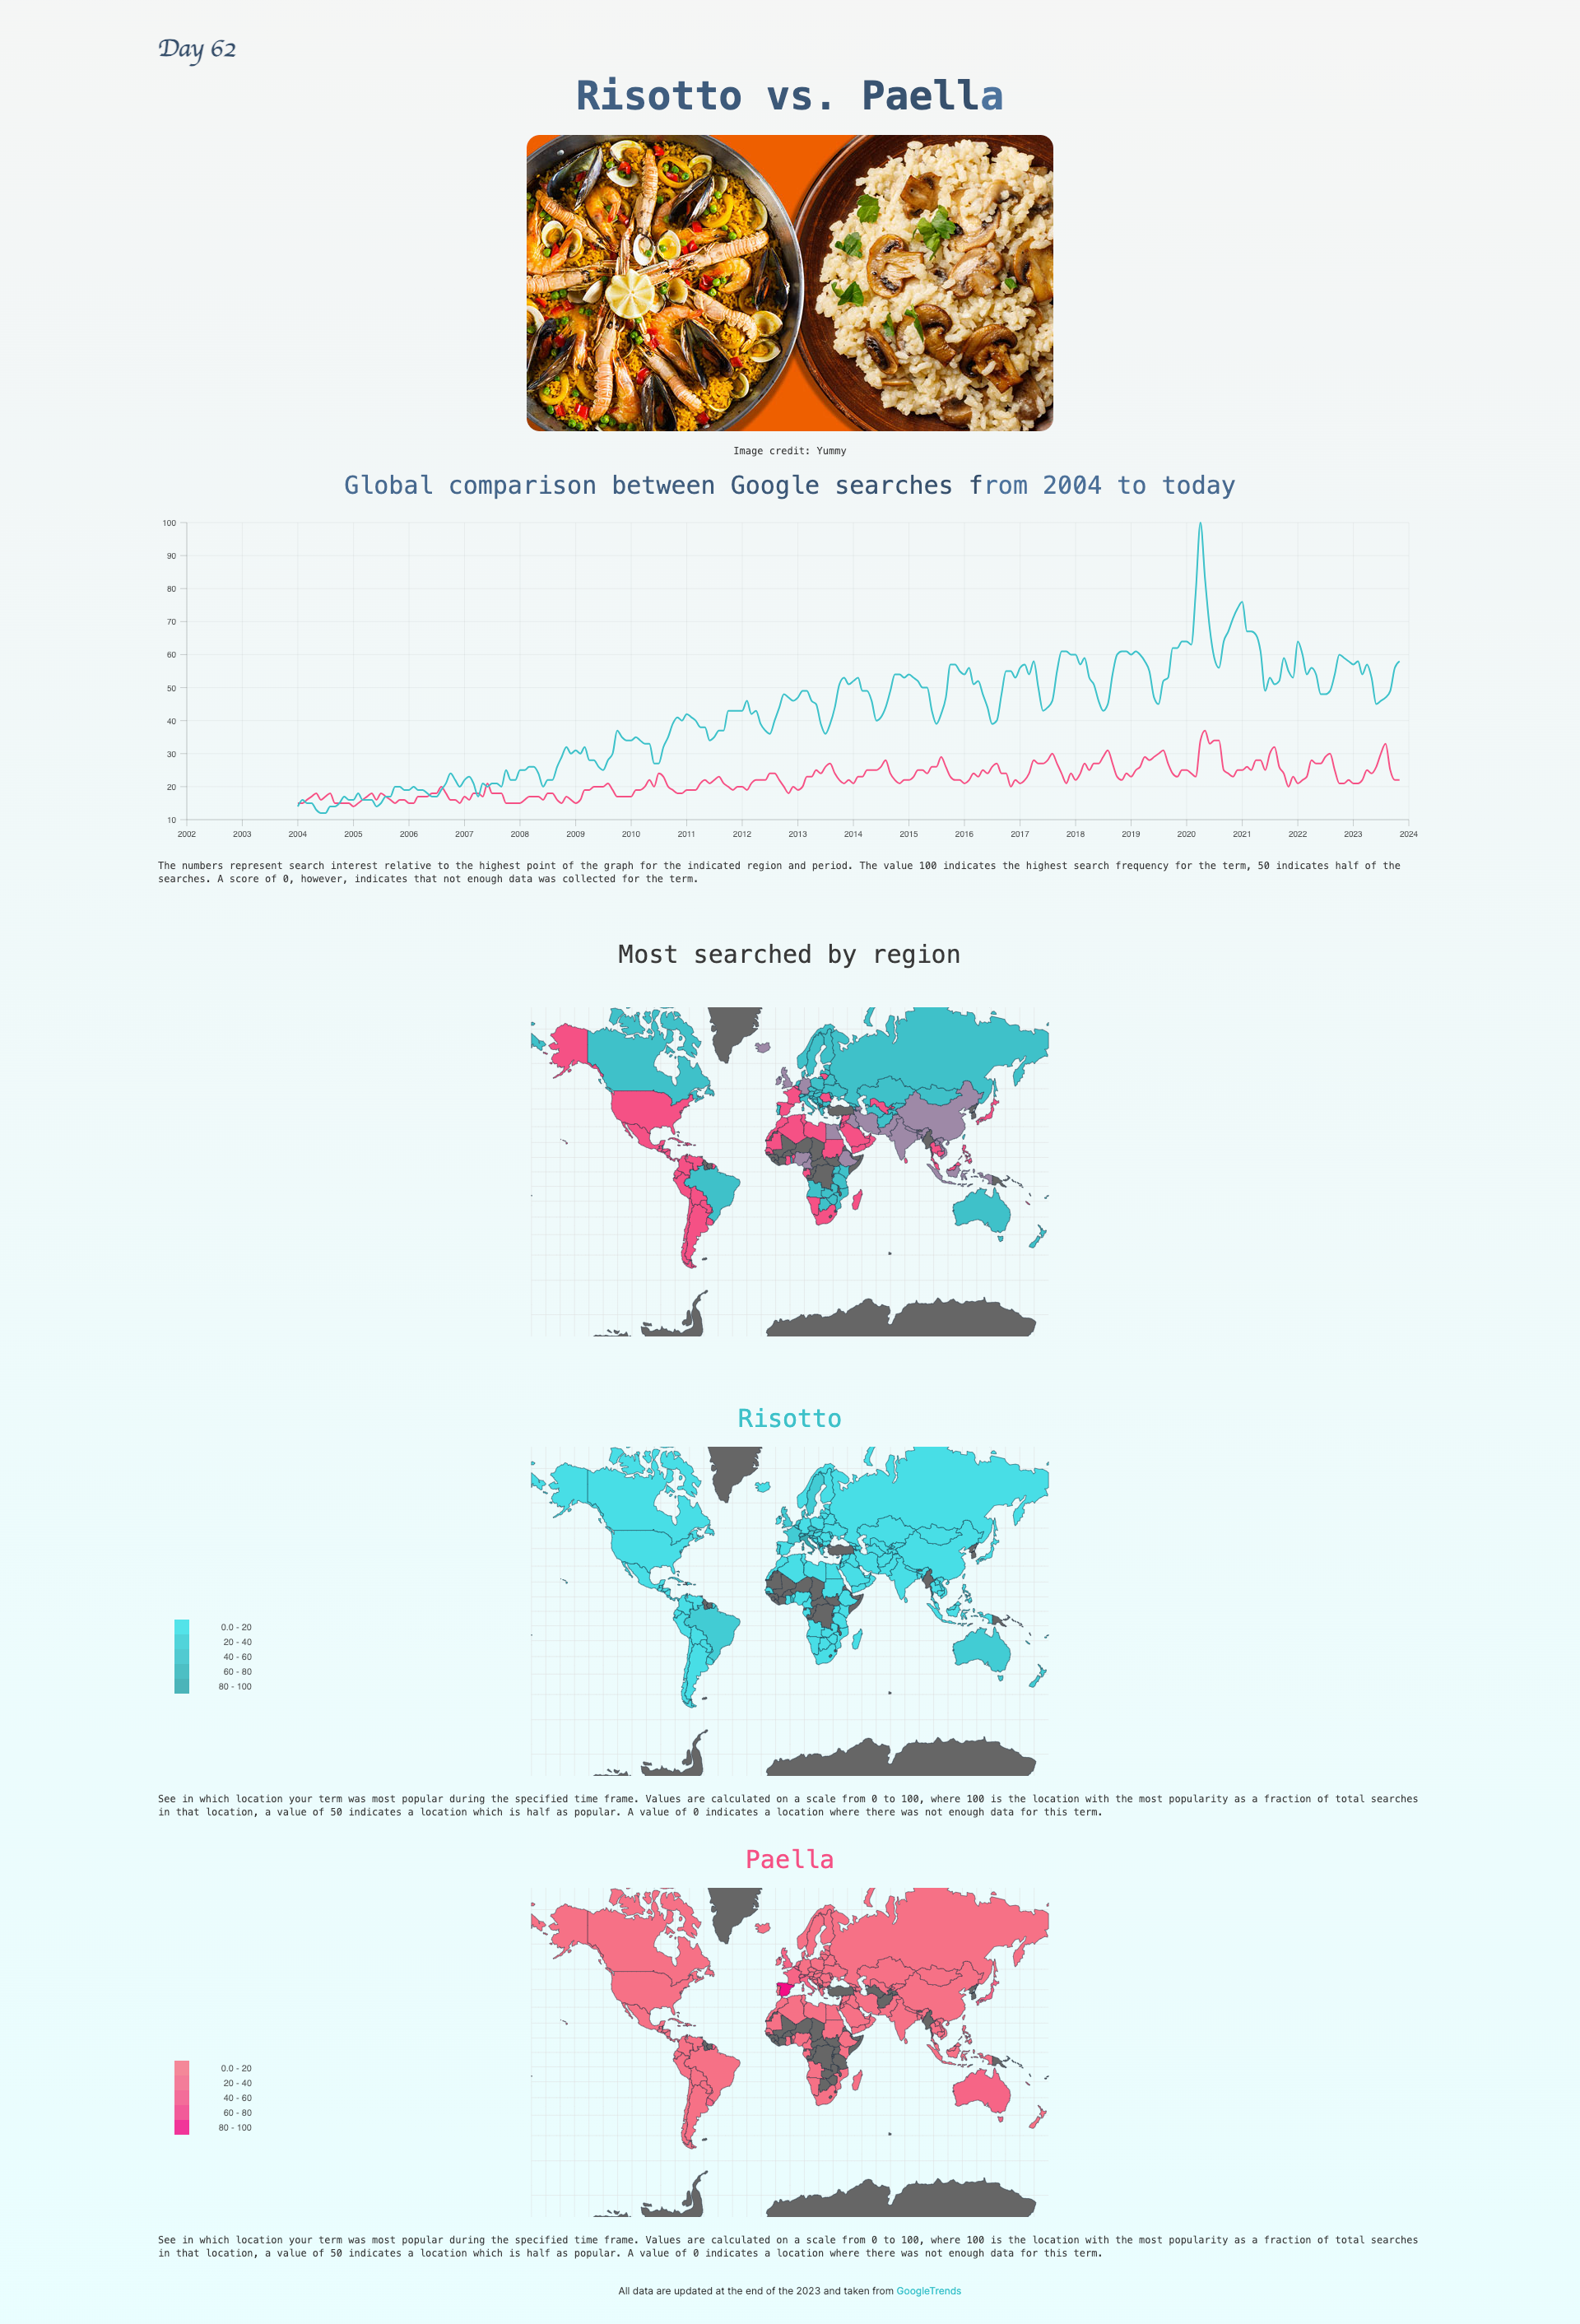 Day 62
Risotto vs. Paella
Image credit: Yummy
Global comparison between Google searches from 2004 to today
100
90
80
70
60
50
40
30
20
10
2002 2003 2004 2005 2006 2007 2008 2009 2010 2011 2012 2013 2014 2015 2016 2017 2018 2019 2020 2021 2022 2023 2024
The numbers represent search interest relative to the highest point of the graph for the indicated region and period. The value 100 indicates the highest search frequency for the term, 50 indicates half of the
searches. A score of 0, however, indicates that not enough data was collected for the term.
Most searched by region
Risotto
0.0 - 20
20 - 40
40 - 60
60 - 80
80 - 100
See in which location your term was most popular during the specified time frame. Values are calculated on a scale from 0 to 100, where 100 is the location with the most popularity as a fraction of total searches
in that location, a value of 50 indicates a location which is half as popular. A value of 0 indicates a location where there was not enough data for this term.
Paella
0.0 - 20
20 - 40
40 - 60
60 - 80
80 - 100
See in which location your term was most popular during the specified time frame. Values are calculated on a scale from 0 to 100, where 100 is the location with the most popularity as a fraction of total searches
in that location, a value of 50 indicates a location which is half as popular. A value of 0 indicates a location where there was not enough data for this term.
All data are updated at the end of the 2023 and taken from GoogleTrends